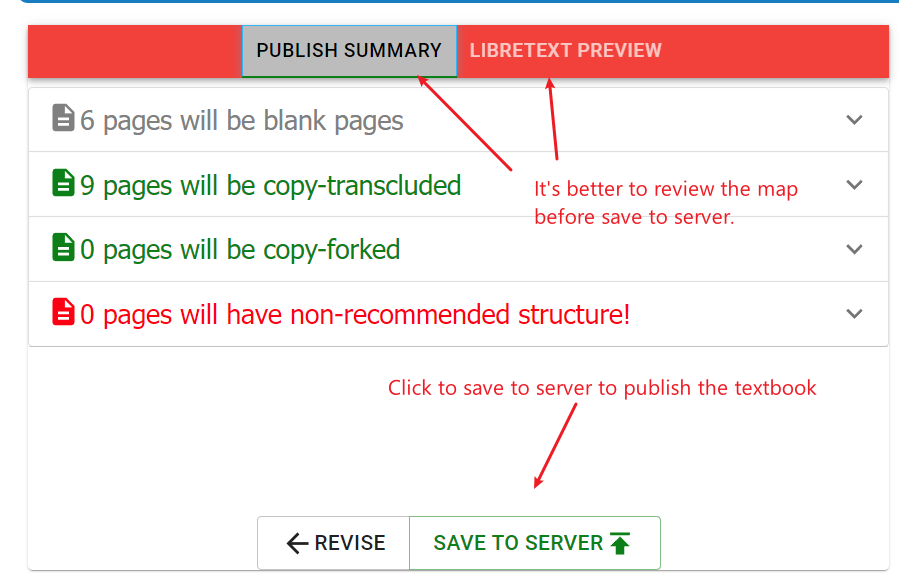 PUBLISH SUMMARY LIBRETEXT PREVIEW
6 pages will be blank pages
9 pages will be copy-transcluded
It's better to review the map
before save to server.
0 pages will be copy-forked
0 pages will have non-recommended structure!
Click to save to server to publish the textbook
REVISE SAVE TO SERVER